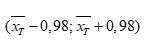 (x̅_T − 0,98; x̅_T + 0,98)